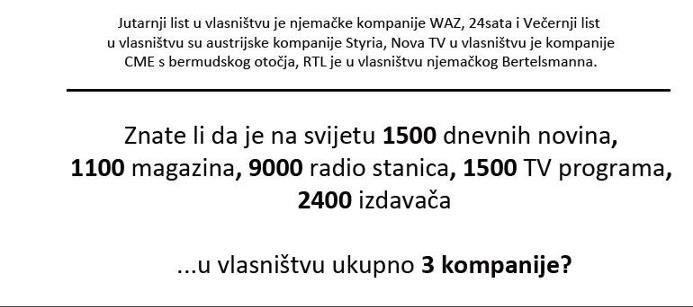 Jutarnji list u vlasništvu je njemačke kompanije WAZ, 24sata i Večernji list
u vlasništvu su austrijske kompanije Styria, Nova TV u vlasništvu je kompanije
CME s bermudskog otočja, RTL je u vlasništvu njemačkog Bertelsmanna.
Znate li da je na svijetu 1500 dnevnih novina,
1100 magazina, 9000 radio stanica, 1500 TV programa,
2400 izdavača
...u vlasništvu ukupno 3 kompanije?